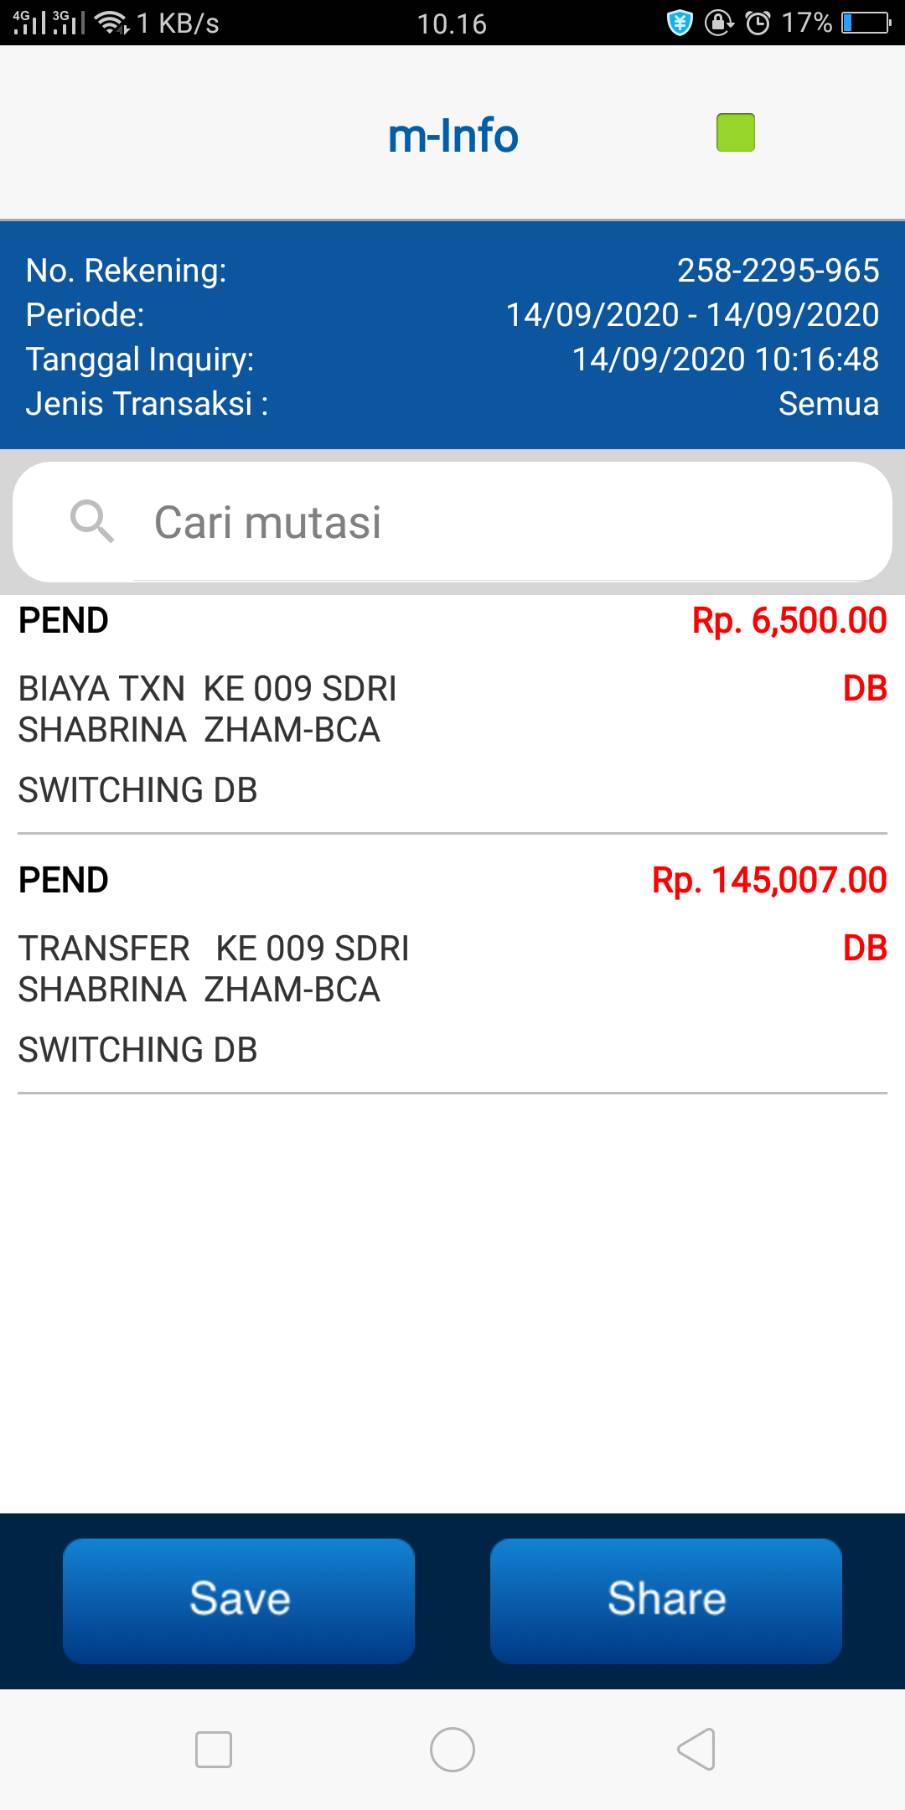 4G 3G 1 KB/s 10.16 17%
m-Info
No. Rekening: 258-2295-965
Periode: 14/09/2020 - 14/09/2020
Tanggal Inquiry: 14/09/2020 10:16:48
Jenis Transaksi : Semua
Cari mutasi
PEND Rp. 6,500.00
BIAYA TXN  KE 009 SDRI DB
SHABRINA  ZHAM-BCA
SWITCHING DB
PEND Rp. 145,007.00
TRANSFER   KE 009 SDRI DB
SHABRINA  ZHAM-BCA
SWITCHING DB
Save Share